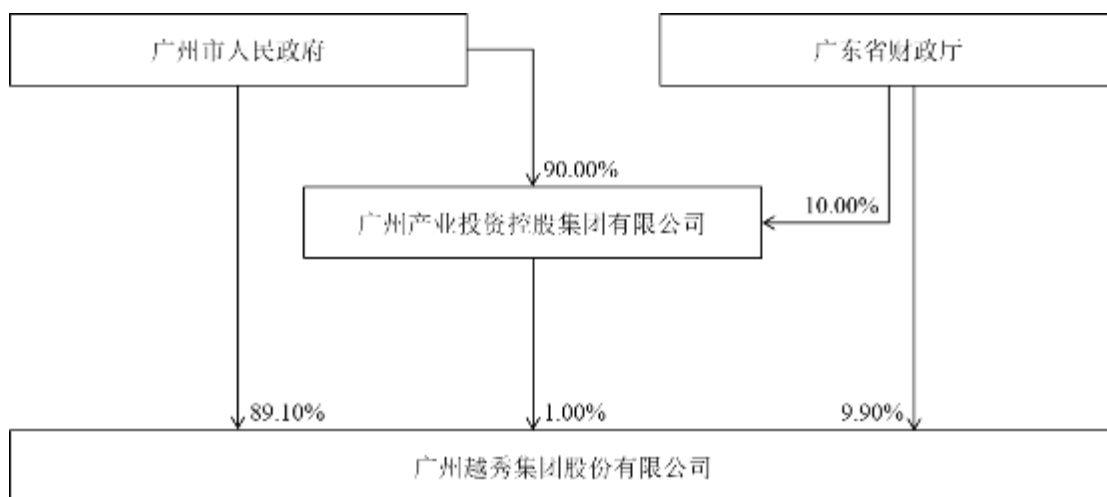 广州市人民政府
广东省财政厅
90.00%
广州产业投资控股集团有限公司
10.00%
89.10%
1.00%
9.90%
广州越秀集团股份有限公司